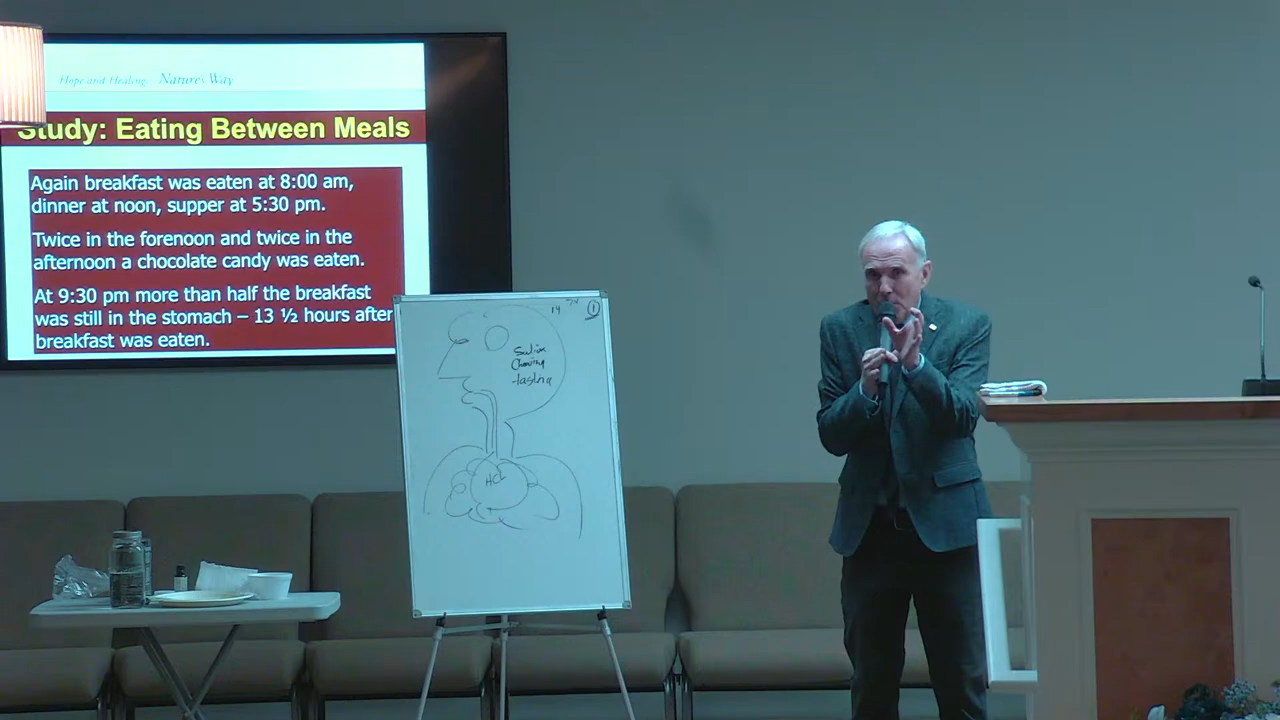 Hope and Healing Nature's Way
Study: Eating Between Meals
Again breakfast was eaten at 8:00 am,
dinner at noon, supper at 5:30 pm.
Twice in the forenoon and twice in the
afternoon a chocolate candy was eaten.
At 9:30 pm more than half the breakfast
was still in the stomach – 13 ½ hours after
breakfast was eaten.
14
1
Chewing
tasting
HCL